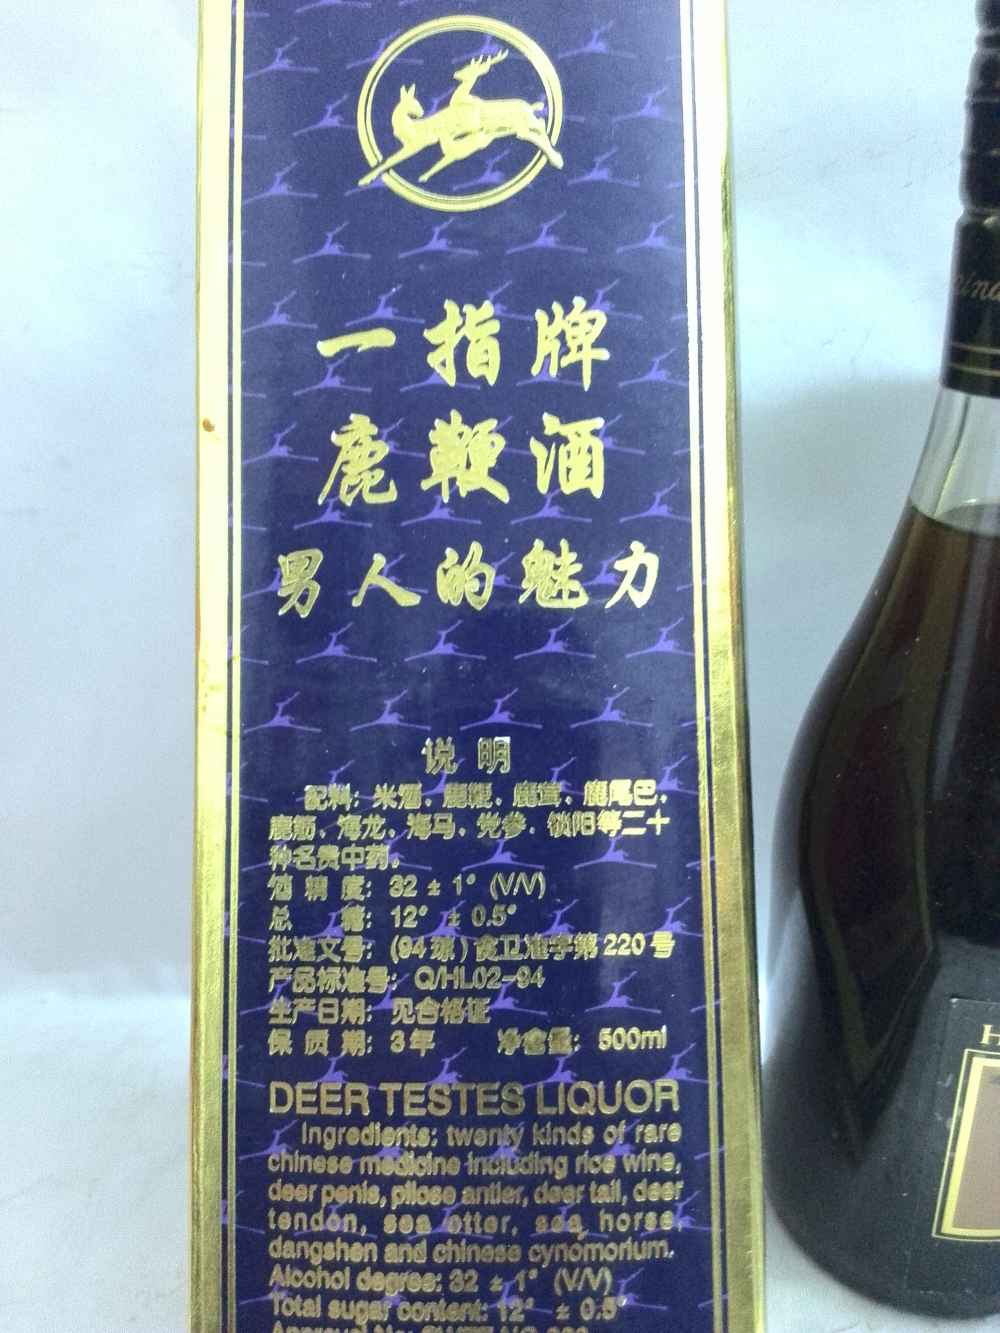 一指牌
鹿鞭酒
男人的魅力
说 明
配料：米酒、鹿鞭、鹿茸、鹿尾巴、
鹿筋、海龙、海马、党参、锁阳等二十
种名贵中药。
酒 精 度：32 ± 1° (V/V)
总 糖：12° ± 0.5°
批准文号：(94琼)食卫准字第220号
产品标准号：Q/HL02-94
生产日期：见合格证
保 质 期：3年 净含量：500ml
DEER TESTES LIQUOR
Ingredients: twenty kinds of rare
chinese medicine including rice wine,
deer penis, pilose antler, deer tail, deer
tendon, sea otter, sea horse,
dangshen and chinese cynomorium.
Alcohol degree: 32 ± 1° (V/V)
Total sugar content: 12° ± 0.5°
Approval No:
H